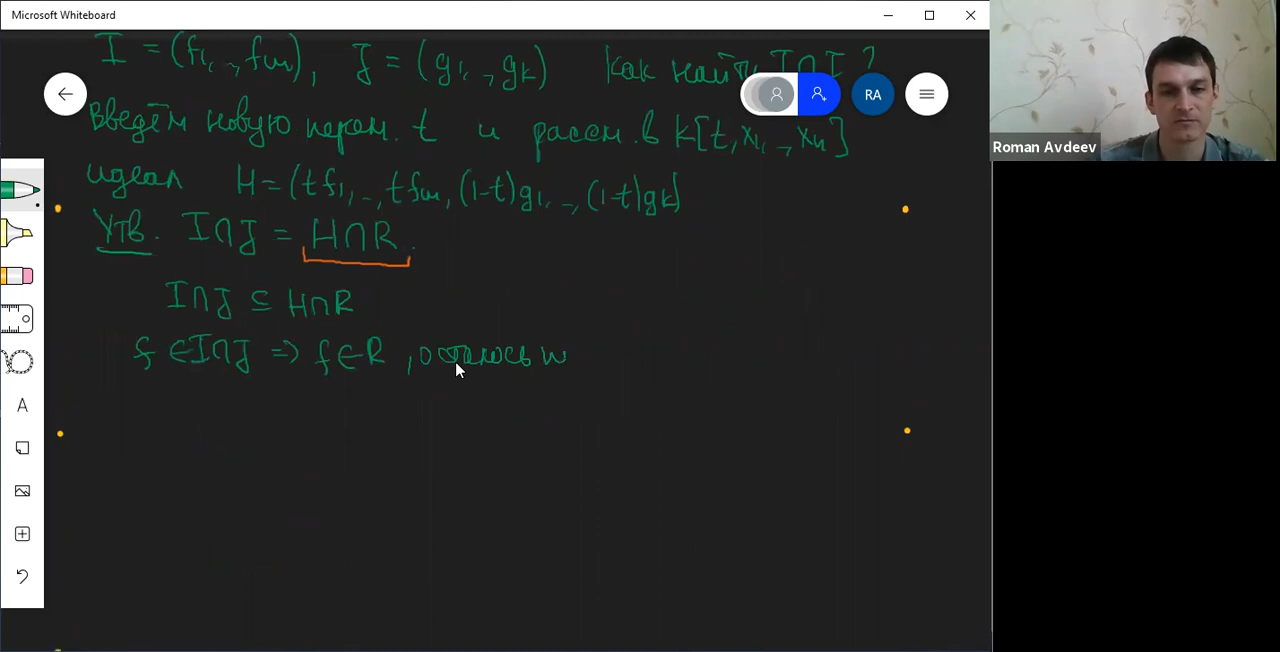 Microsoft Whiteboard
I = (f1, .., fm), J = (g1, .., gk) Как найти I∩J?
RA
Введём новую перем. t и рассм. в K[t, x1, .., xn]
Roman Avdeev
идеал H = (tf1, .., tfm, (1-t)g1, .., (1-t)gk)
Утв. I∩J = H∩R.
I∩J ⊆ H∩R
f ∈ I∩J => f ∈ R, осталось п
A